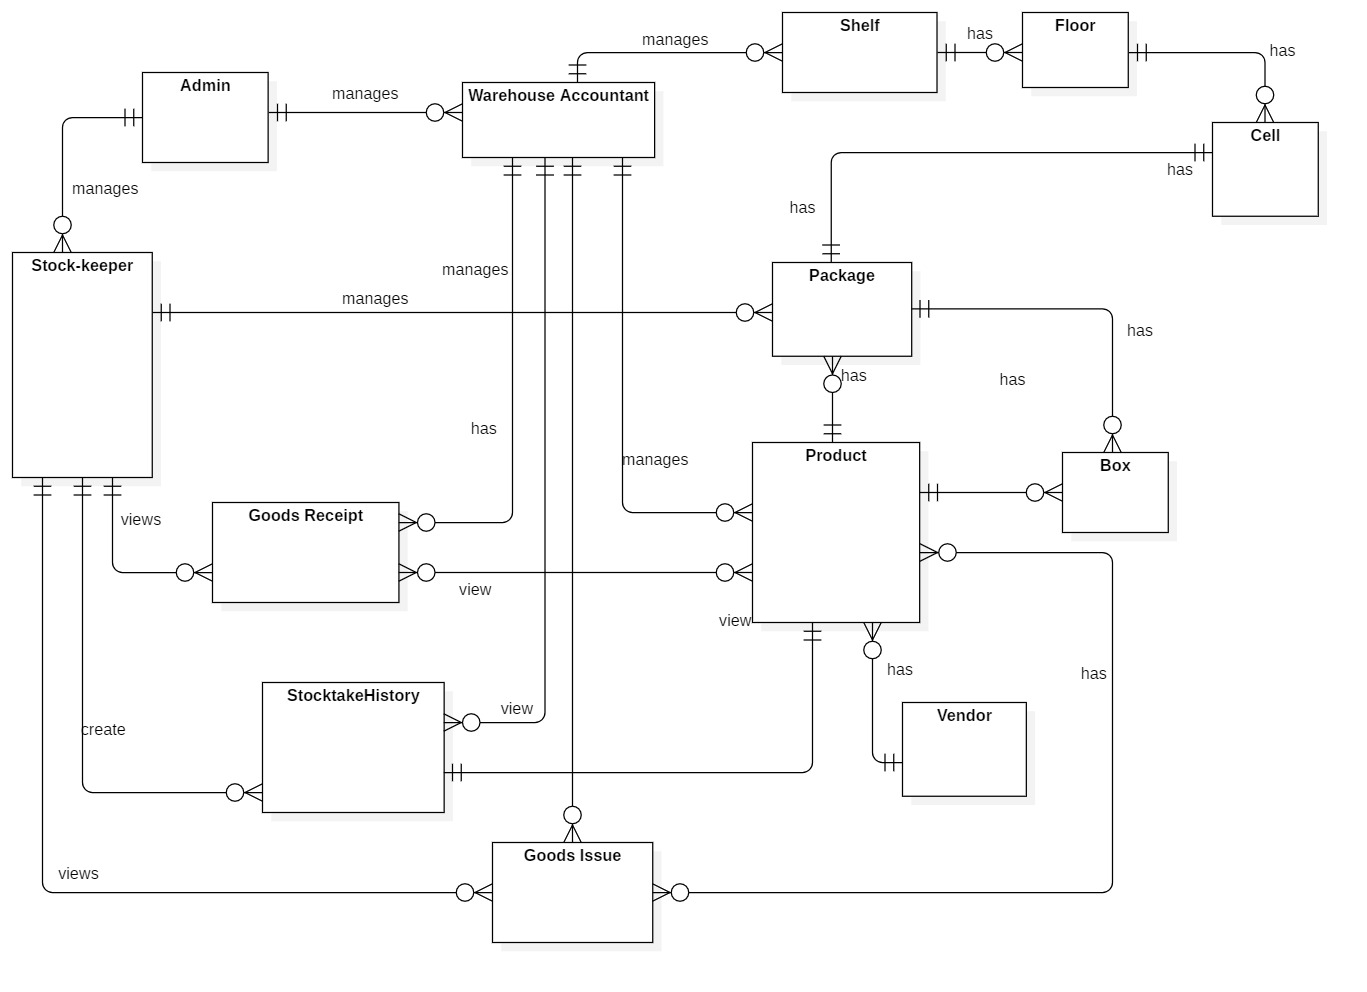 Shelf
Floor
manages
has
has
Admin
manages
Warehouse Accountant
Cell
has
manages
has
Stock-keeper
manages
Package
manages
has
has
has
has
manages
Product
Box
views
Goods Receipt
view
view
has
has
StocktakeHistory
view
Vendor
create
Goods Issue
views